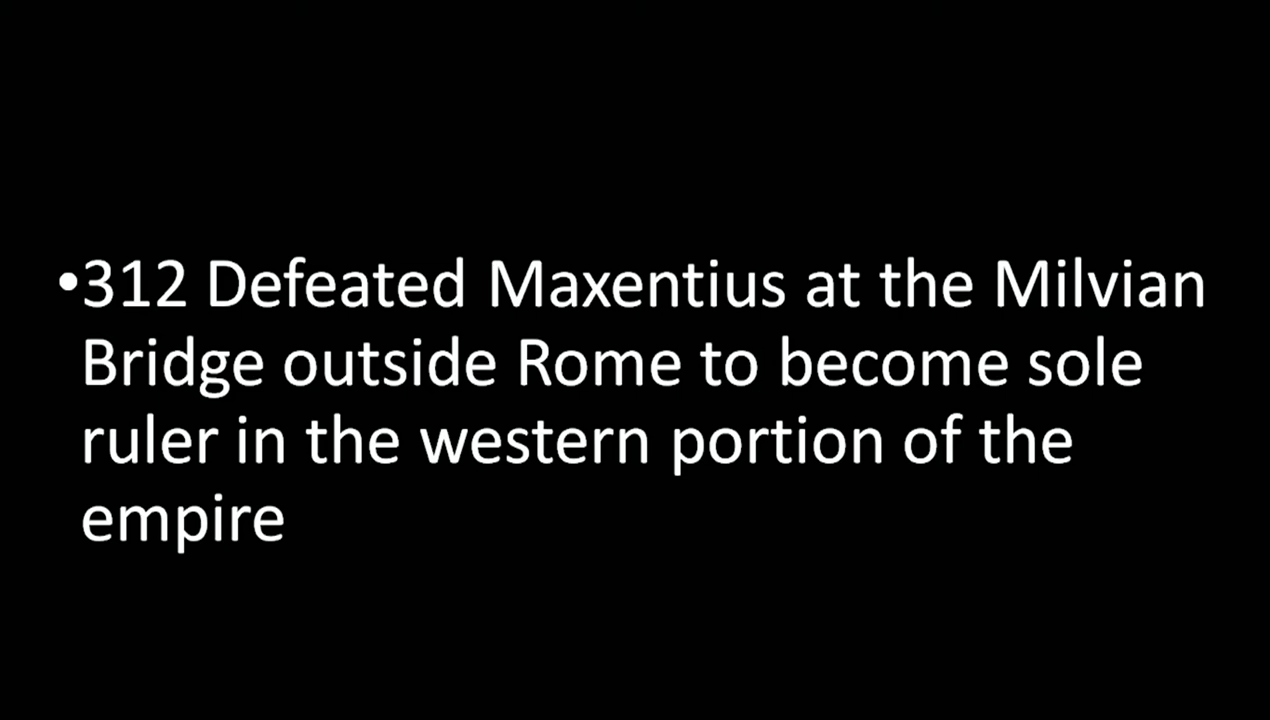 •312 Defeated Maxentius at the Milvian
Bridge outside Rome to become sole
ruler in the western portion of the
empire